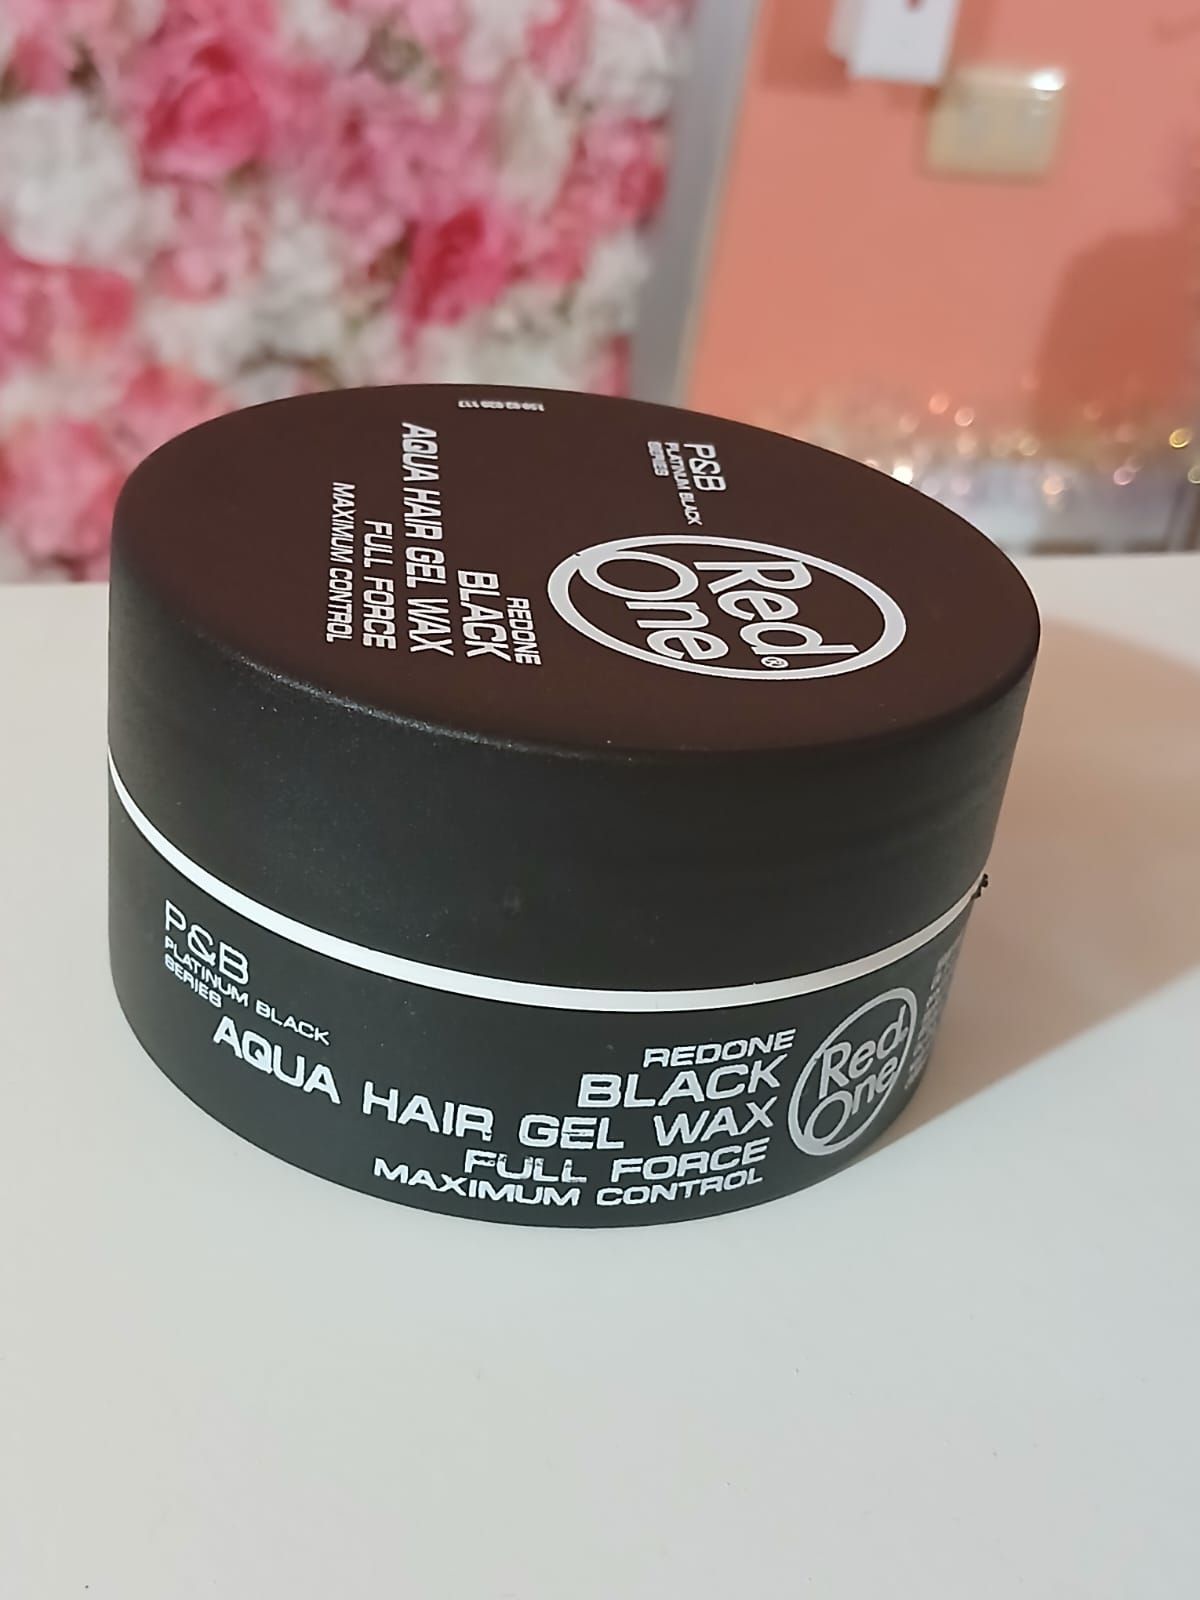 P&B
PLATINUM BLACK
SERIES
Red
One®
REDONE
BLACK
AQUA HAIR GEL WAX
FULL FORCE
MAXIMUM CONTROL
P&B
PLATINUM BLACK
SERIES
REDONE
BLACK
AQUA HAIR GEL WAX
FULL FORCE
MAXIMUM CONTROL
Red
One